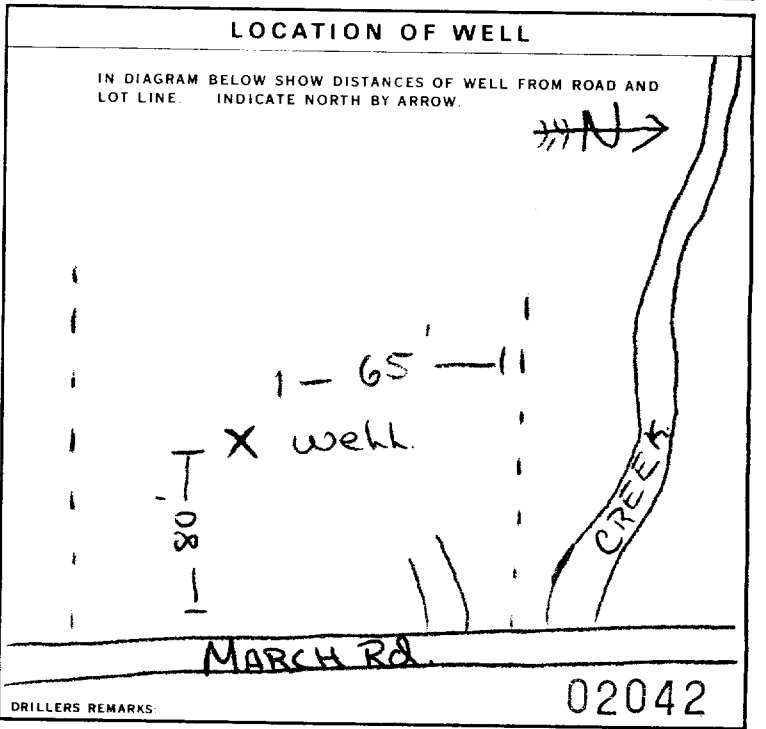 LOCATION OF WELL
IN DIAGRAM BELOW SHOW DISTANCES OF WELL FROM ROAD AND
LOT LINE. INDICATE NORTH BY ARROW.
N
65'
X well.
80'
CREEK
MARCH Rd.
02042
DRILLERS REMARKS: